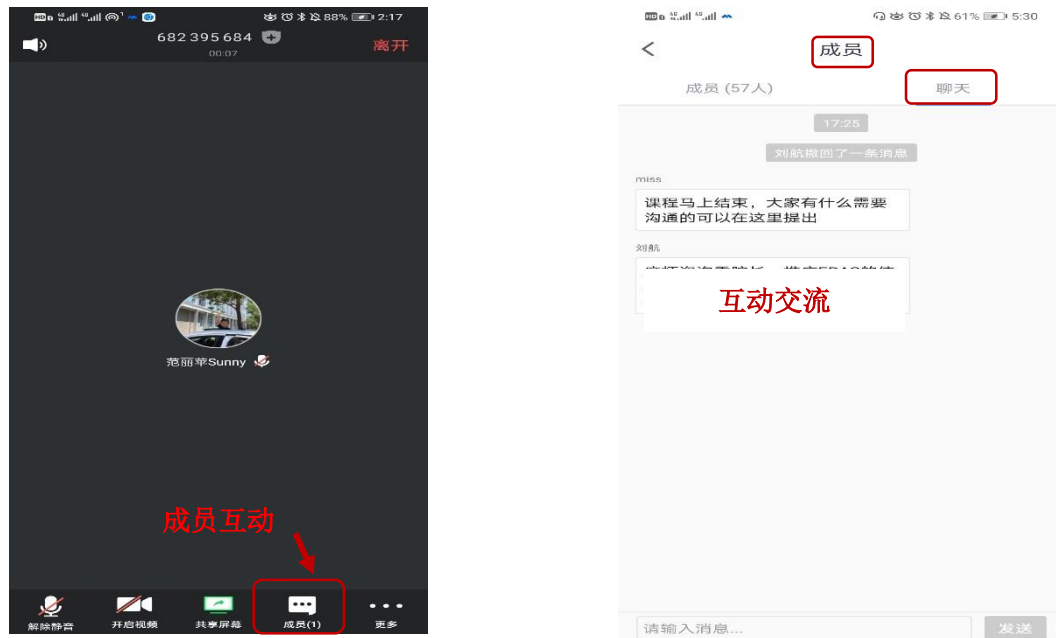 88% 2:17
682 395 684
离开
00:07
范丽苹Sunny
成员互动
解除静音
开启视频
共享屏幕
成员(1)
更多
61% 5:30
成员
成员 (57人)
聊天
17:25
刘航撤回了一条消息
miss
课程马上结束，大家有什么需要
沟通的可以在这里提出
刘航
互动交流
请输入消息...
发送